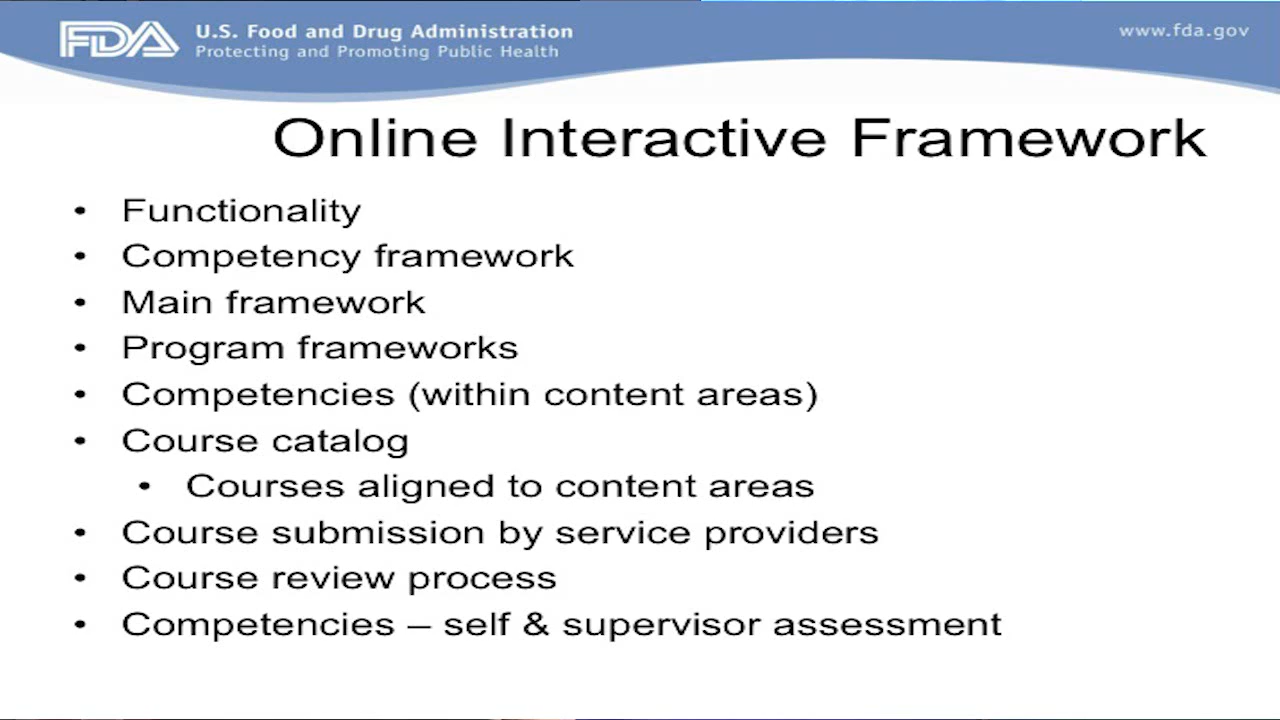 FDA
U.S. Food and Drug Administration
Protecting and Promoting Public Health
www.fda.gov
Online Interactive Framework
• Functionality
• Competency framework
• Main framework
• Program frameworks
• Competencies (within content areas)
• Course catalog
• Courses aligned to content areas
• Course submission by service providers
• Course review process
• Competencies – self & supervisor assessment